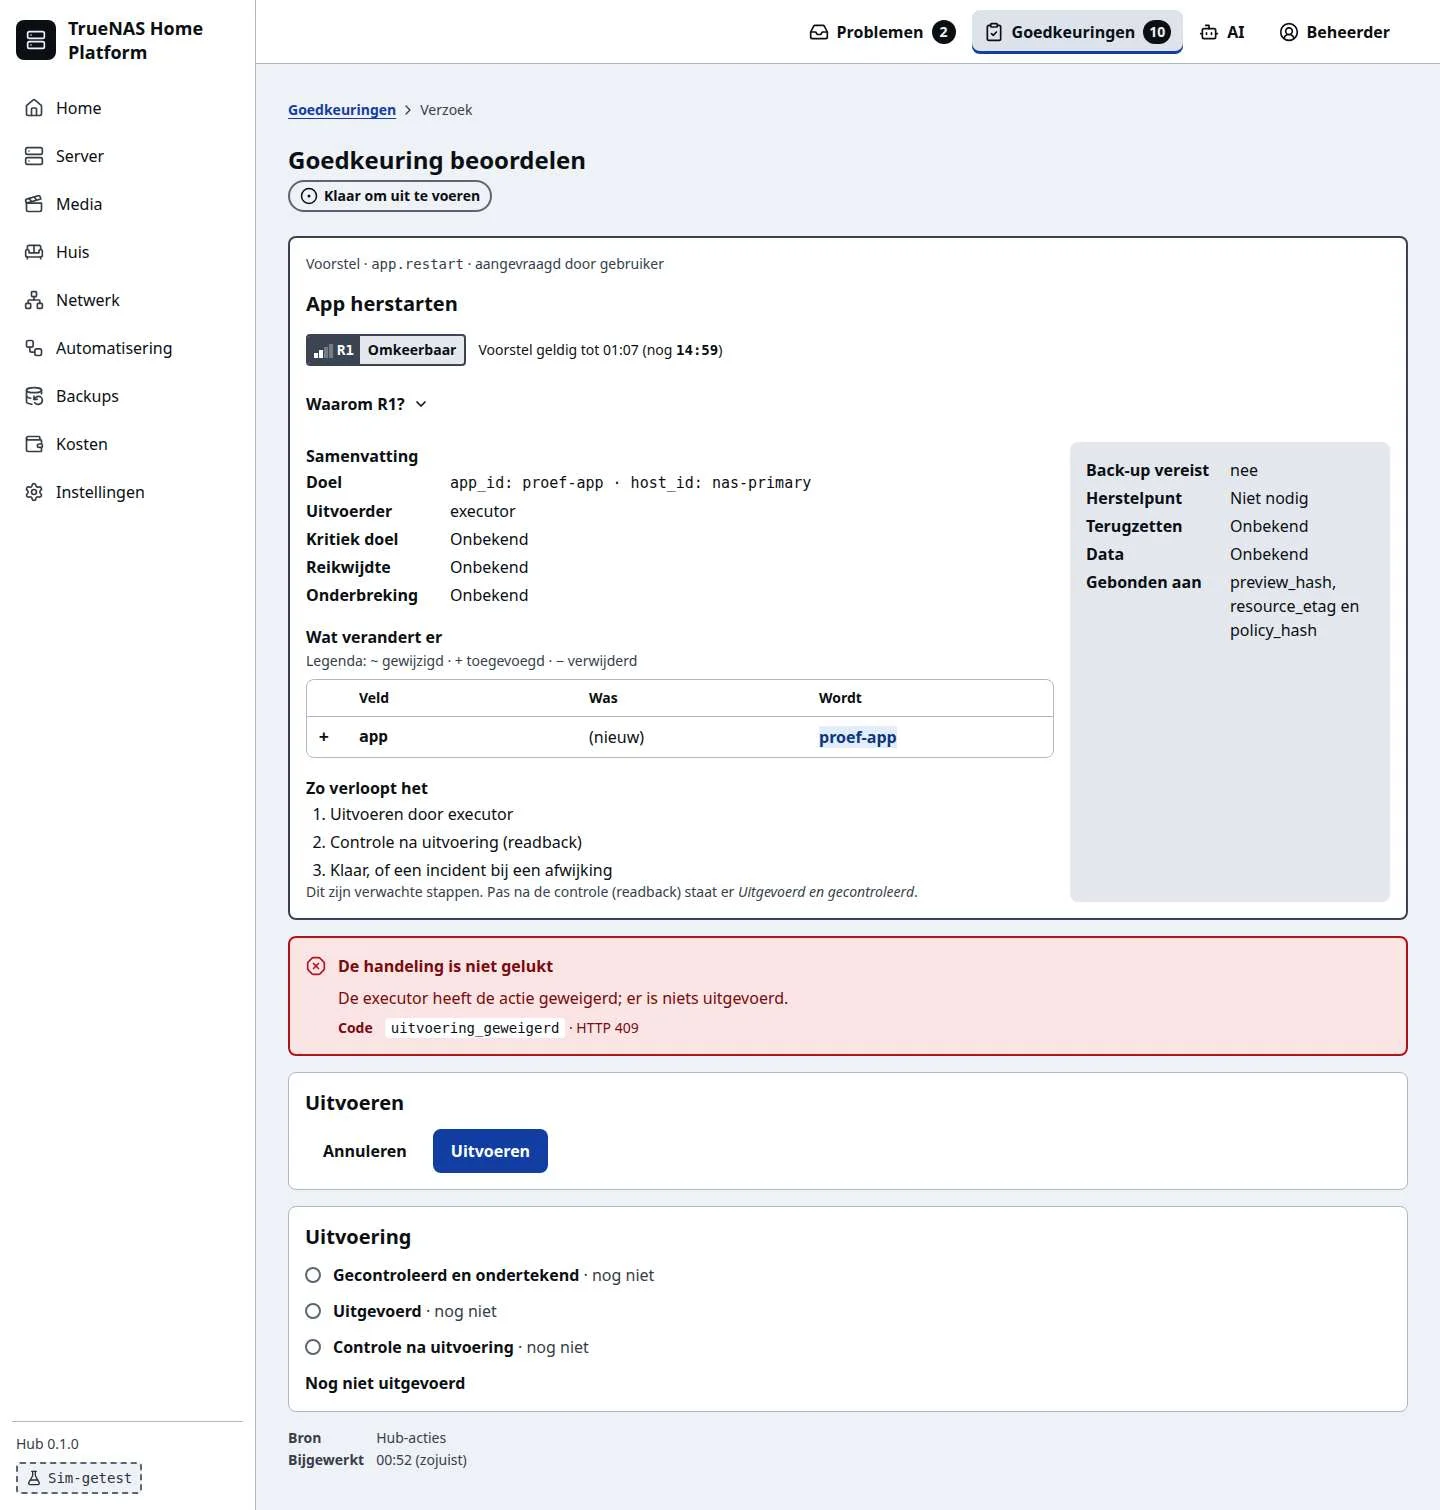 TrueNAS Home
Platform
Home
Server
Media
Huis
Netwerk
Automatisering
Backups
Kosten
Instellingen
Hub 0.1.0
Sim-getest
Problemen 2
Goedkeuringen 10
AI
Beheerder
Goedkeuringen > Verzoek
Goedkeuring beoordelen
Klaar om uit te voeren
Voorstel · app.restart · aangevraagd door gebruiker
App herstarten
R1 Omkeerbaar Voorstel geldig tot 01:07 (nog 14:59)
Waarom R1?
Samenvatting
Doel app_id: proef-app · host_id: nas-primary
Uitvoerder executor
Kritiek doel Onbekend
Reikwijdte Onbekend
Onderbreking Onbekend
Back-up vereist nee
Herstelpunt Niet nodig
Terugzetten Onbekend
Data Onbekend
Gebonden aan preview_hash,
resource_etag en
policy_hash
Wat verandert er
Legenda: ~ gewijzigd · + toegevoegd · − verwijderd
Veld Was Wordt
+ app (nieuw) proef-app
Zo verloopt het
1. Uitvoeren door executor
2. Controle na uitvoering (readback)
3. Klaar, of een incident bij een afwijking
Dit zijn verwachte stappen. Pas na de controle (readback) staat er Uitgevoerd en gecontroleerd.
De handeling is niet gelukt
De executor heeft de actie geweigerd; er is niets uitgevoerd.
Code uitvoering_geweigerd · HTTP 409
Uitvoeren
Annuleren Uitvoeren
Uitvoering
Gecontroleerd en ondertekend · nog niet
Uitgevoerd · nog niet
Controle na uitvoering · nog niet
Nog niet uitgevoerd
Bron Hub-acties
Bijgewerkt 00:52 (zojuist)